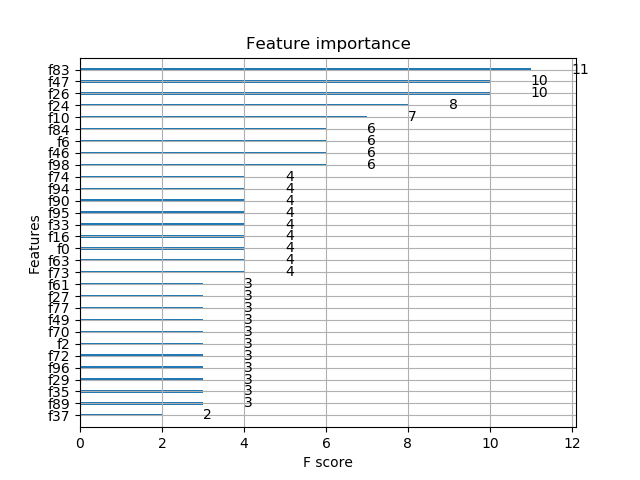 Feature importance
f83 11
f47 10
f26 10
f24 8
f10 7
f84 6
f6 6
f46 6
f98 6
f74 4
f94 4
f90 4
f95 4
f33 4
f16 4
f0 4
f63 4
f73 4
f61 3
f27 3
f77 3
f49 3
f70 3
f2 3
f72 3
f96 3
f29 3
f35 3
f89 3
f37 2
Features
0 2 4 6 8 10 12
F score